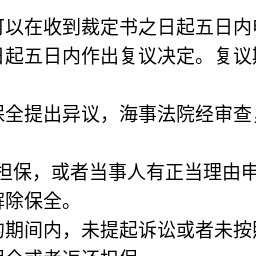 可以在收到裁定书之日起五日内
日起五日内作出复议决定。复议
保全提出异议，海事法院经审查，
担保，或者当事人有正当理由申
解除保全。
的期间内，未提起诉讼或者未按